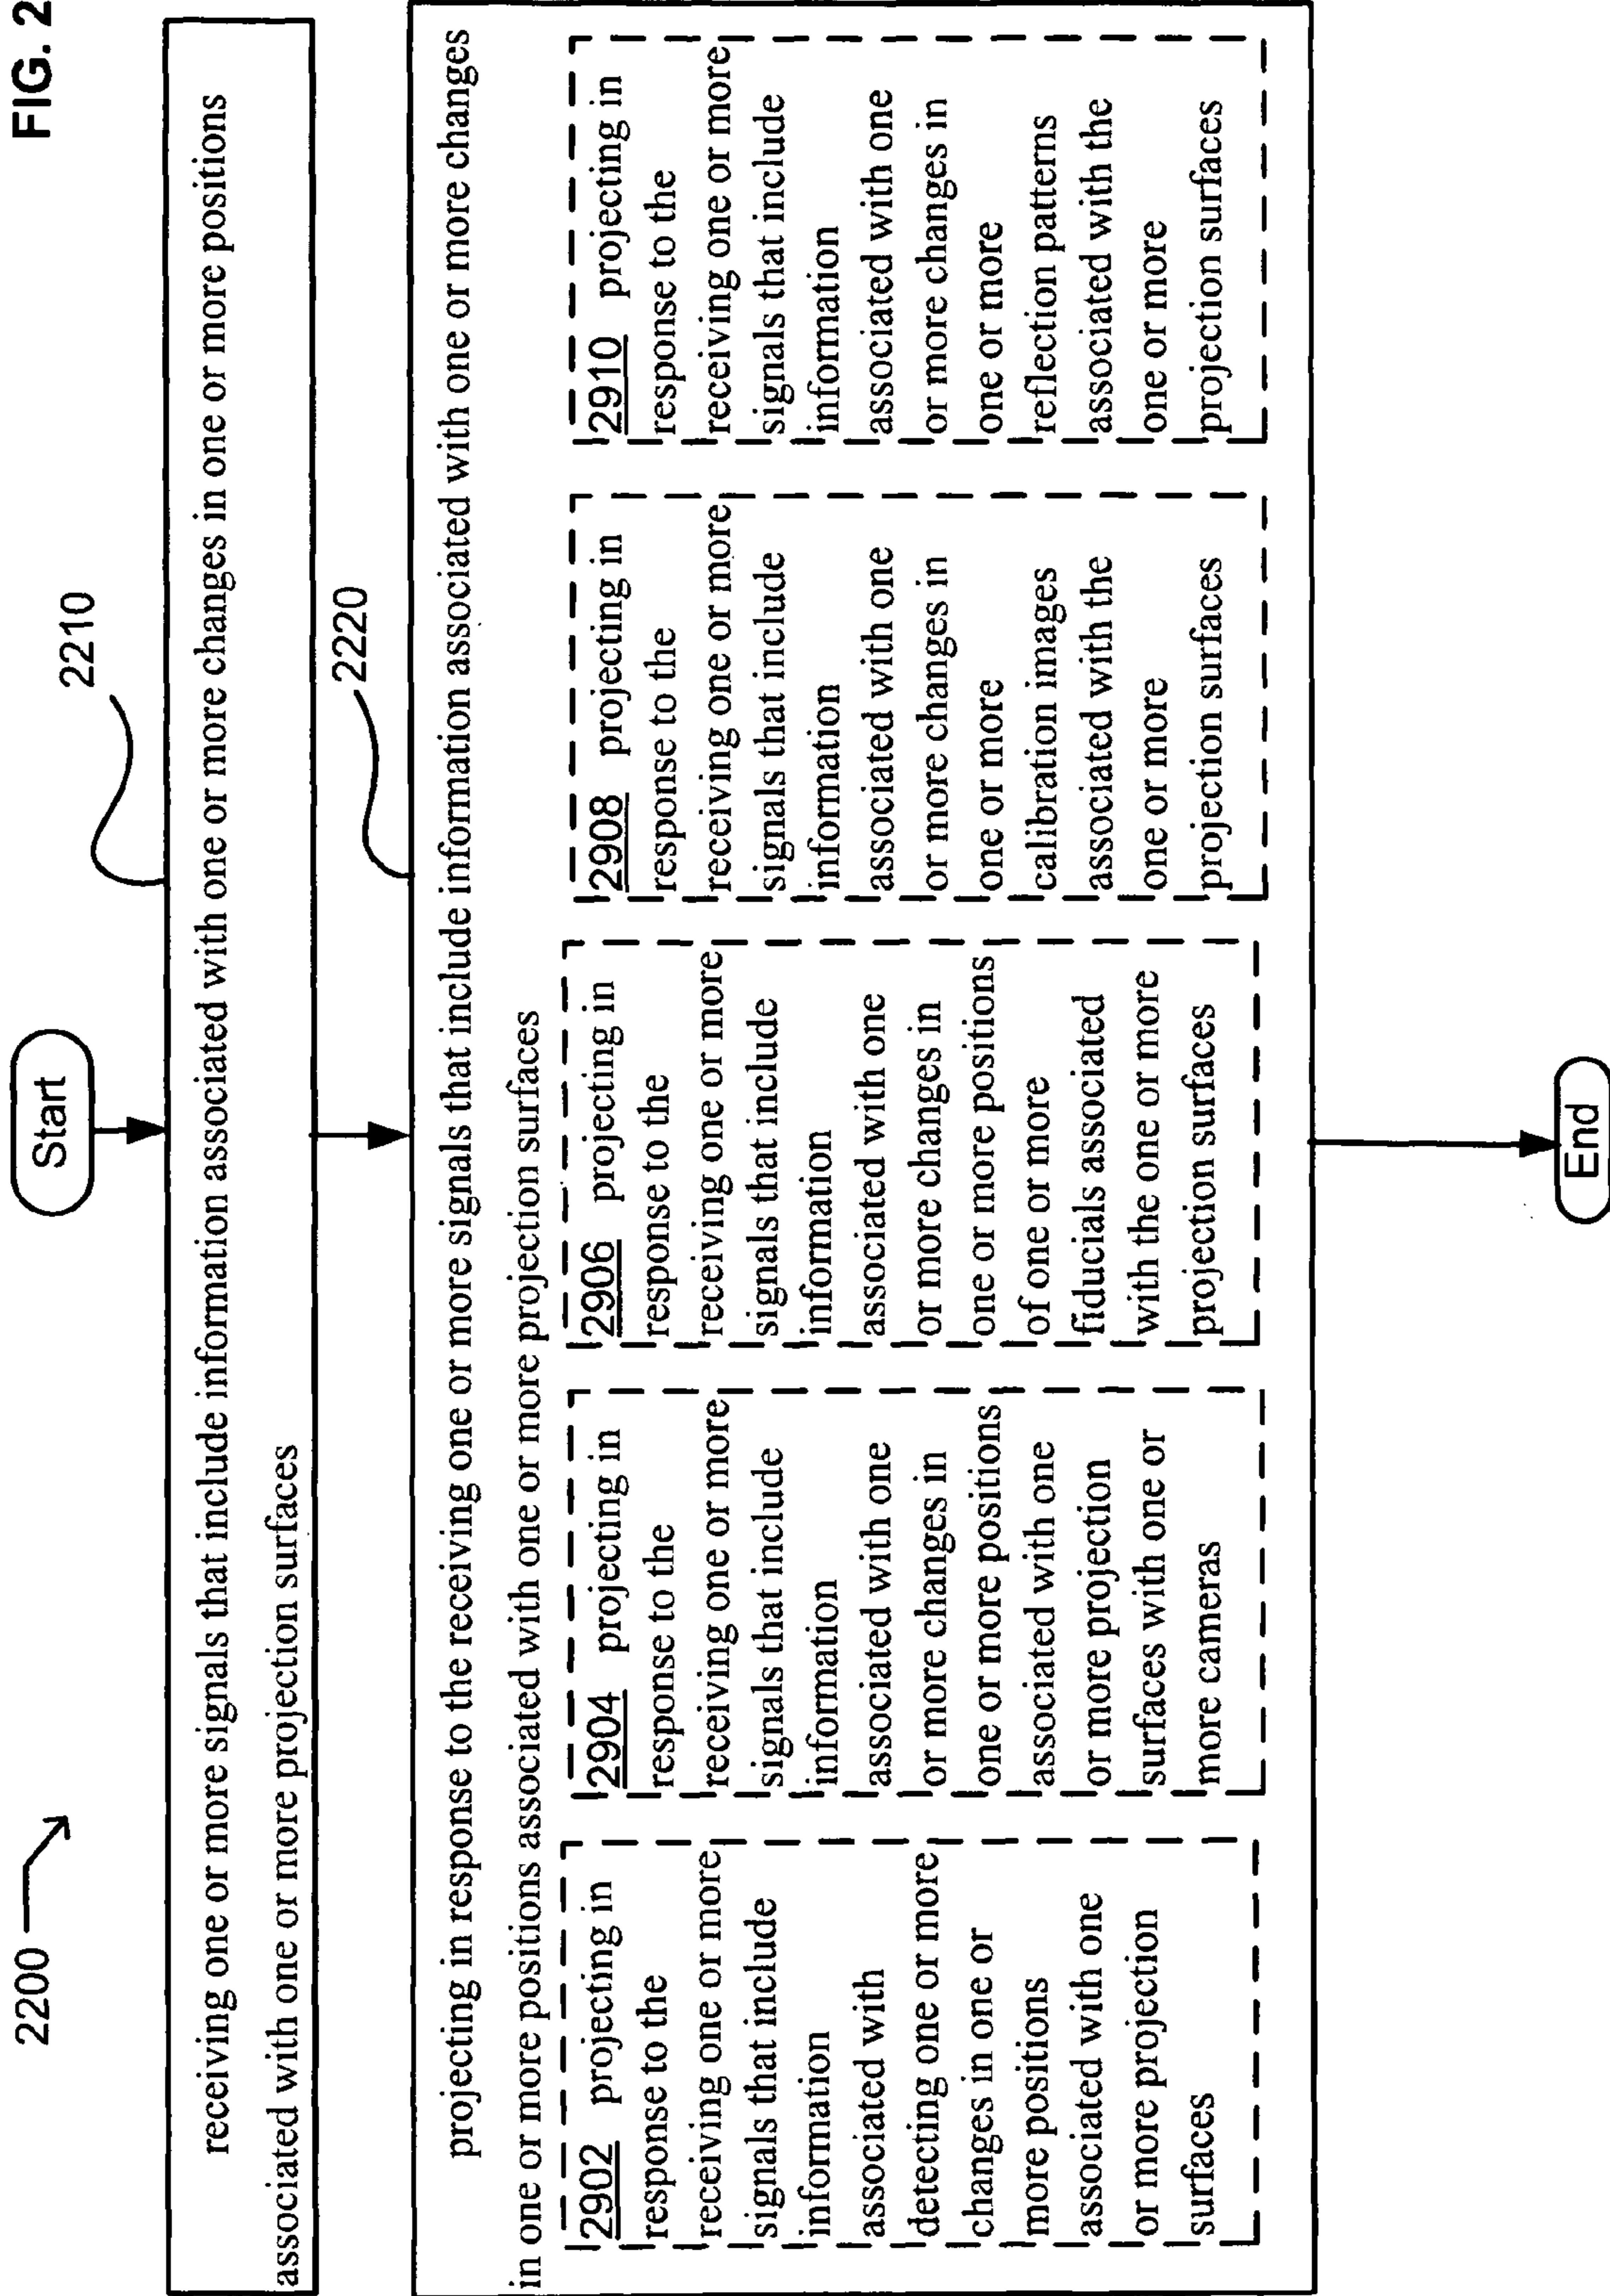 FIG. 2
2200
Start
2210
receiving one or more signals that include information associated with one or more changes in one or more positions
associated with one or more projection surfaces
2220
projecting in response to the receiving one or more signals that include information associated with one or more changes
in one or more positions associated with one or more projection surfaces
2902 projecting in
response to the
receiving one or more
signals that include
information
associated with
detecting one or more
changes in one or
more positions
associated with one
or more projection
surfaces
2904 projecting in
response to the
receiving one or more
signals that include
information
associated with one
or more changes in
one or more positions
associated with one
or more projection
surfaces with one or
more cameras
2906 projecting in
response to the
receiving one or more
signals that include
information
associated with one
or more changes in
one or more positions
of one or more
fiducials associated
with the one or more
projection surfaces
2908 projecting in
response to the
receiving one or more
signals that include
information
associated with one
or more changes in
one or more
calibration images
associated with the
one or more
projection surfaces
2910 projecting in
response to the
receiving one or more
signals that include
information
associated with one
or more changes in
one or more
reflection patterns
associated with the
one or more
projection surfaces
End